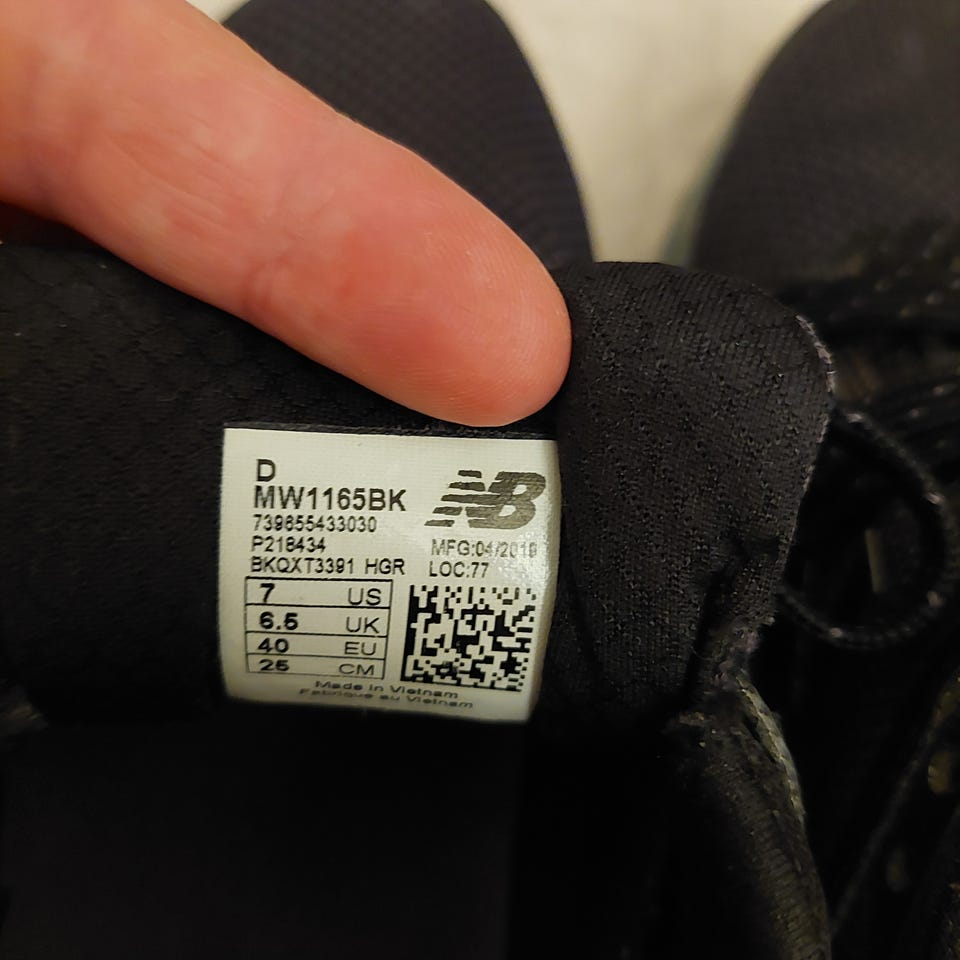 D
MW1165BK
NB
739655433030
P218434
MFG:04/2019
BKQXT3391 HGR
LOC:77
7 US
6.5 UK
40 EU
25 CM
Made in Vietnam
Fabriqué au Vietnam